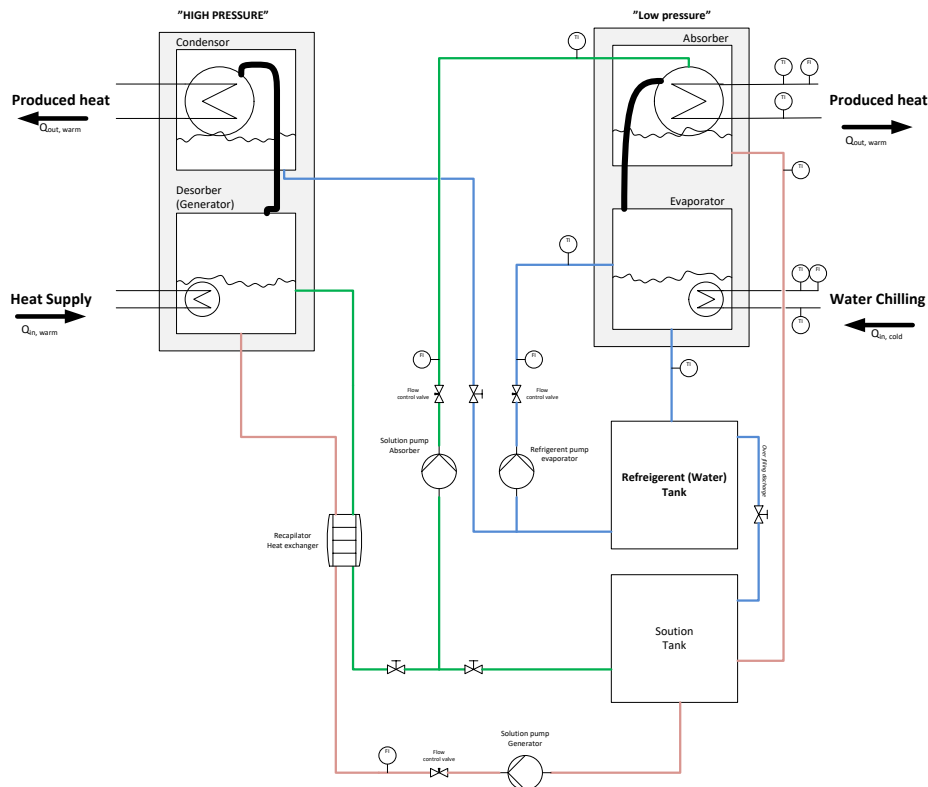 ”HIGH PRESSURE”
”Low pressure”
Condensor
Absorber
TI
TI
FI
TI
Produced heat
Qout, warm
Produced heat
Qout, warm
TI
Desorber
(Generator)
Evaporator
TI
TI
FI
Heat Supply
Qin, warm
Water Chilling
Qin, cold
TI
FI
FI
TI
Flow
control valve
Flow
control valve
Solution pump
Absorber
Refrigerent pump
evaporator
Refreigerent (Water)
Tank
Over filling discharge
Recapilator
Heat exchanger
Soution
Tank
Solution pump
Generator
FI
Flow
control valve